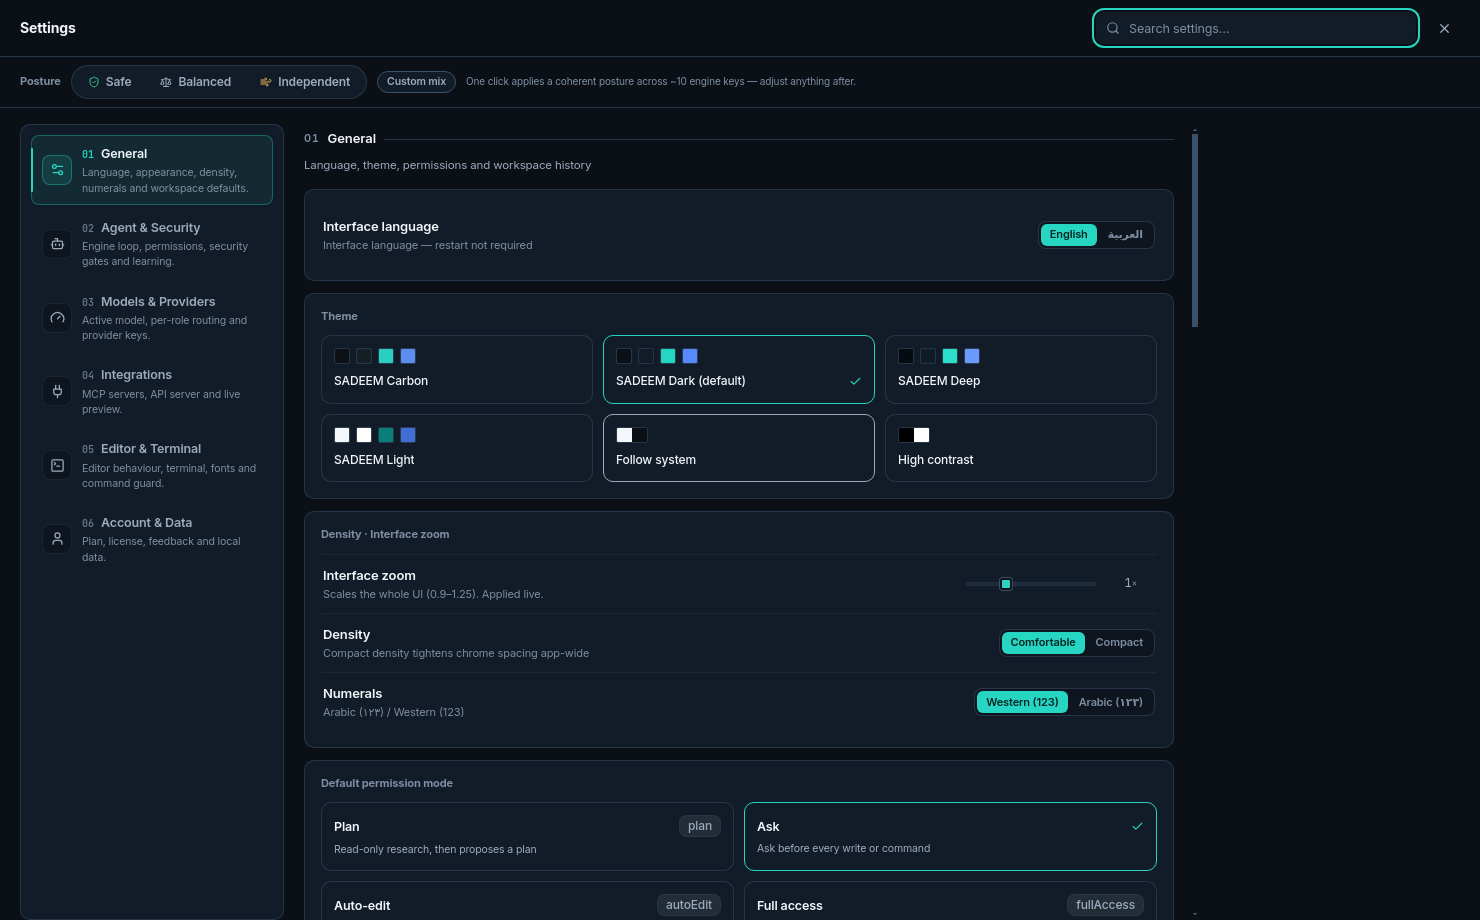 Settings
Search settings...
Posture
Safe
Balanced
Independent
Custom mix
One click applies a coherent posture across ~10 engine keys — adjust anything after.
01 General
Language, appearance, density,
numerals and workspace defaults.
02 Agent & Security
Engine loop, permissions, security
gates and learning.
03 Models & Providers
Active model, per-role routing and
provider keys.
04 Integrations
MCP servers, API server and live
preview.
05 Editor & Terminal
Editor behaviour, terminal, fonts and
command guard.
06 Account & Data
Plan, license, feedback and local
data.
01 General
Language, theme, permissions and workspace history
Interface language
Interface language — restart not required
English
العربية
Theme
SADEEM Carbon
SADEEM Dark (default)
SADEEM Deep
SADEEM Light
Follow system
High contrast
Density · Interface zoom
Interface zoom
Scales the whole UI (0.9–1.25). Applied live.
1×
Density
Compact density tightens chrome spacing app-wide
Comfortable
Compact
Numerals
Arabic (١٢٣) / Western (123)
Western (123)
Arabic (١٢٣)
Default permission mode
Plan
plan
Read-only research, then proposes a plan
Ask
Ask before every write or command
Auto-edit
autoEdit
Full access
fullAccess